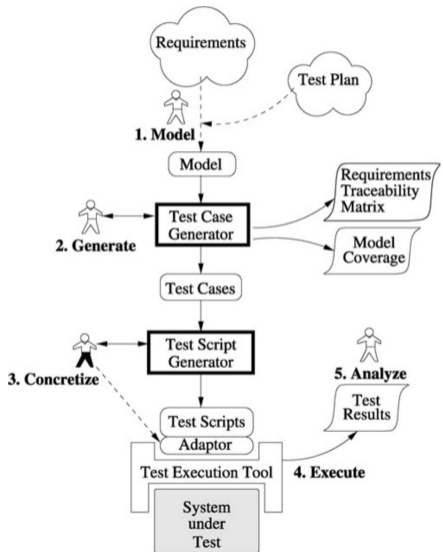 Requirements
Test Plan
1. Model
Model
Requirements
Traceability
Matrix
Test Case
Generator
2. Generate
Model
Coverage
Test Cases
Test Script
Generator
3. Concretize
5. Analyze
Test
Results
Test Scripts
Adaptor
Test Execution Tool
4. Execute
System
under
Test